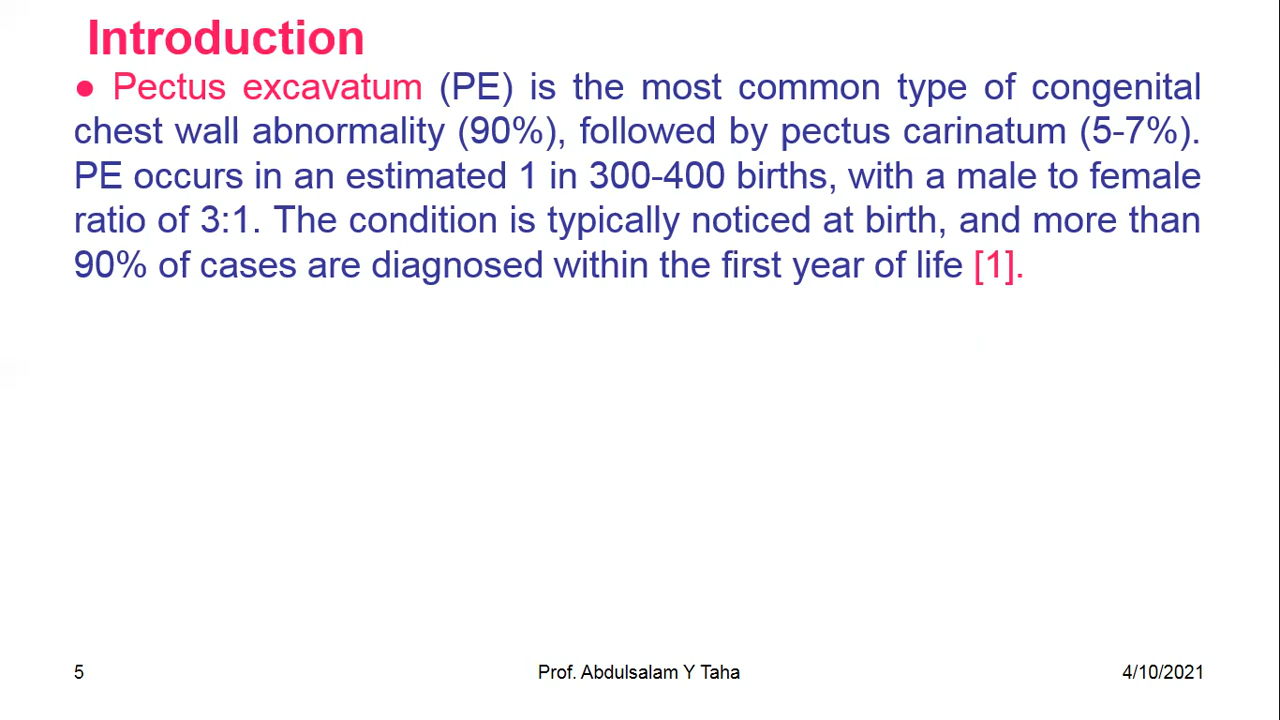 Introduction
● Pectus excavatum (PE) is the most common type of congenital
chest wall abnormality (90%), followed by pectus carinatum (5-7%).
PE occurs in an estimated 1 in 300-400 births, with a male to female
ratio of 3:1. The condition is typically noticed at birth, and more than
90% of cases are diagnosed within the first year of life [1].
5 Prof. Abdulsalam Y Taha 4/10/2021